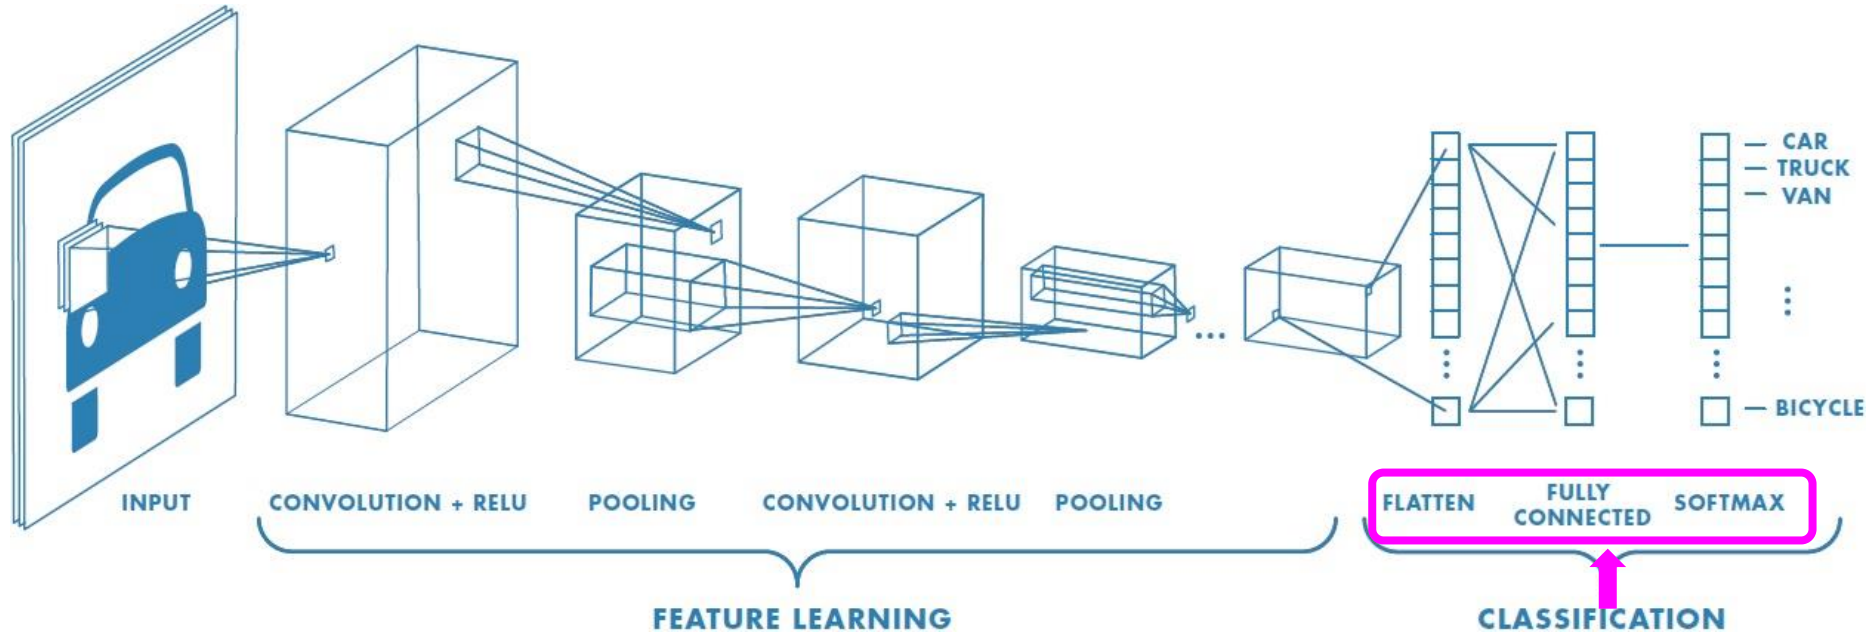 CAR
TRUCK
VAN
BICYCLE
INPUT
CONVOLUTION + RELU
POOLING
CONVOLUTION + RELU
POOLING
FLATTEN
FULLY
CONNECTED
SOFTMAX
FEATURE LEARNING
CLASSIFICATION